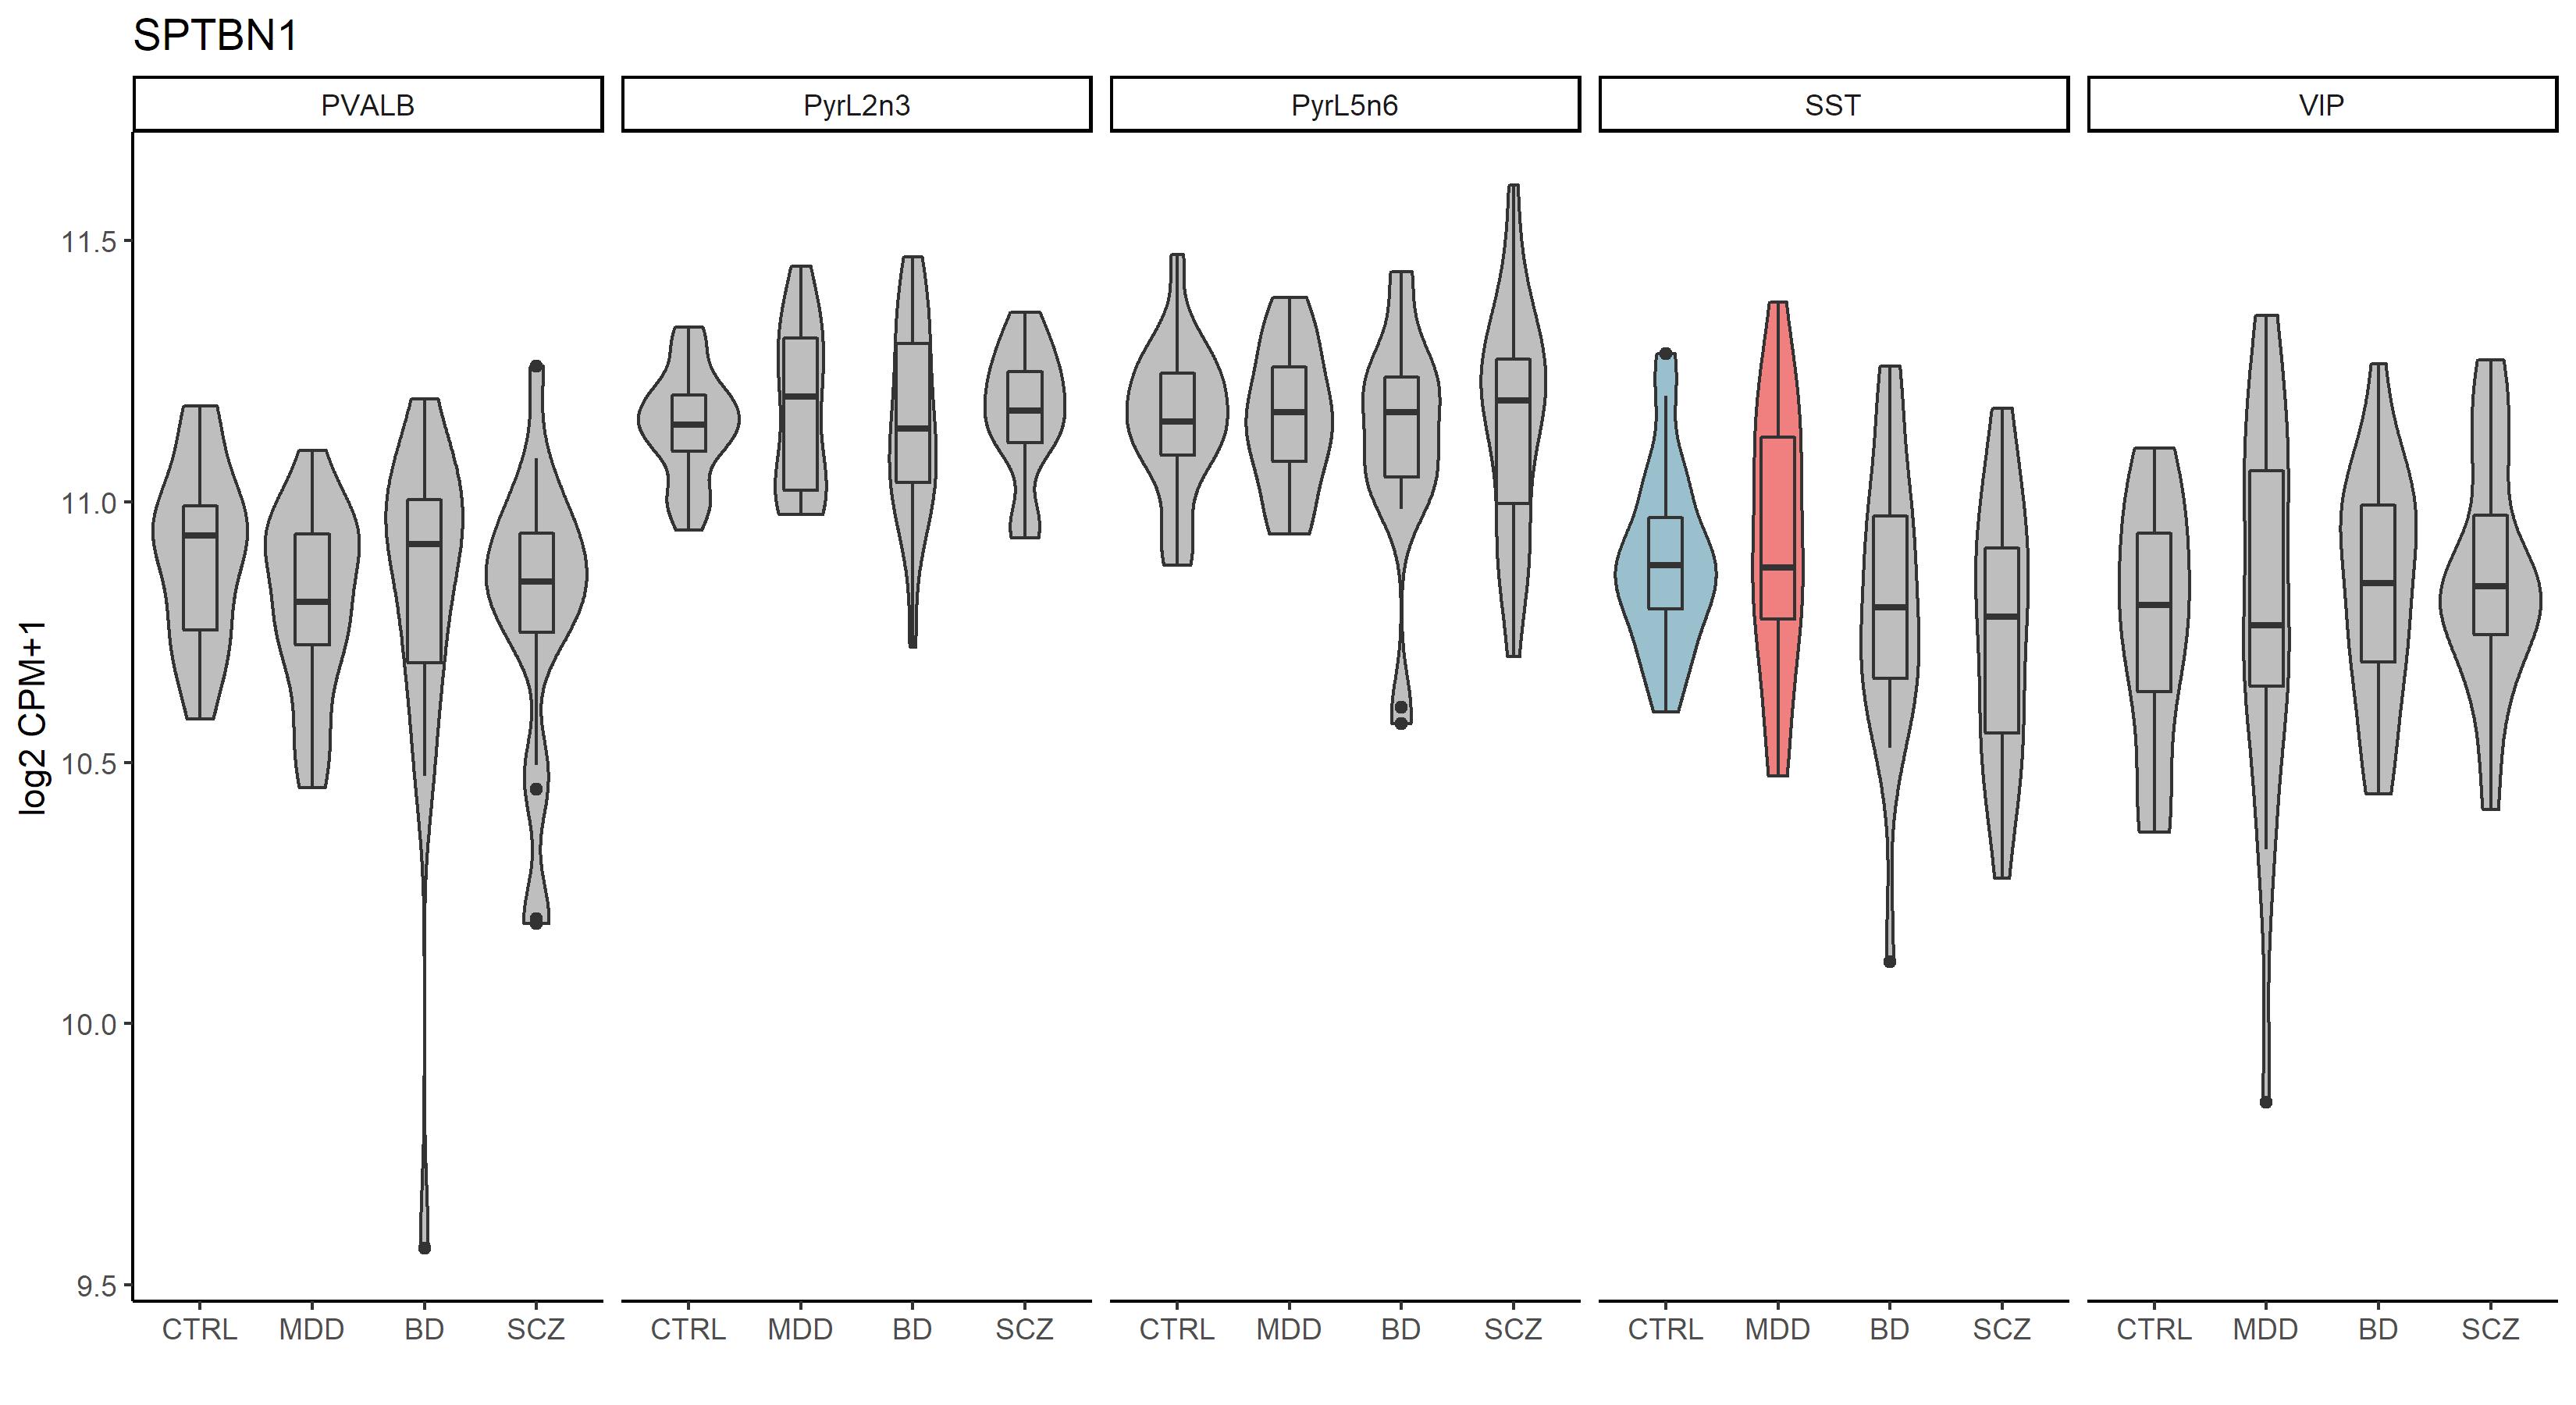 SPTBN1
PVALB PyrL2n3 PyrL5n6 SST VIP
log2 CPM+1
11.5
11.0
10.5
10.0
9.5
CTRL MDD BD SCZ CTRL MDD BD SCZ CTRL MDD BD SCZ CTRL MDD BD SCZ CTRL MDD BD SCZ